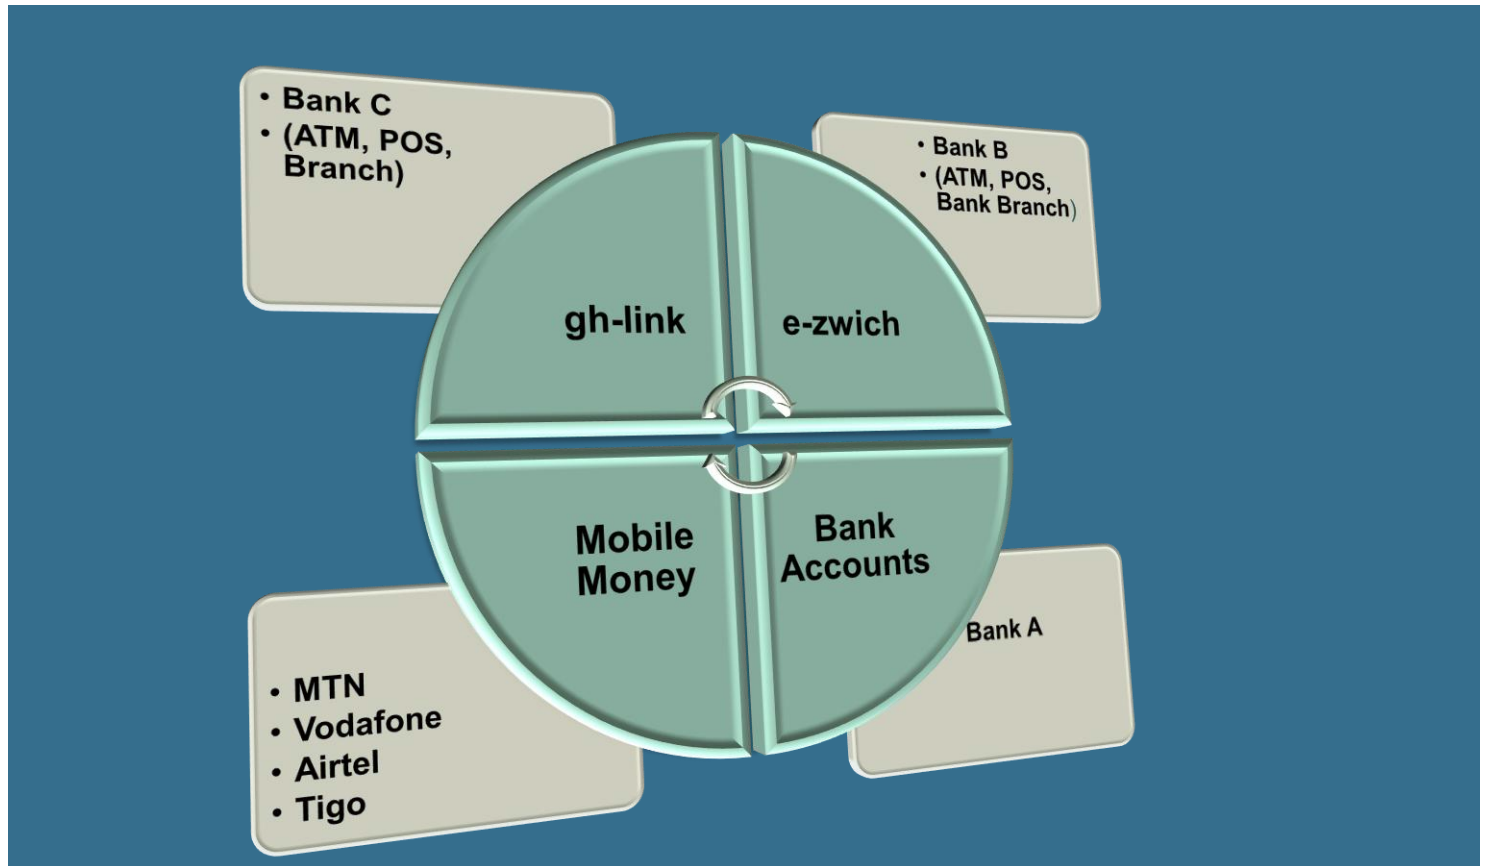 • Bank C
• (ATM, POS,
Branch)
• Bank B
• (ATM, POS,
Bank Branch)
gh-link
e-zwich
Mobile
Money
Bank
Accounts
Bank A
• MTN
• Vodafone
• Airtel
• Tigo